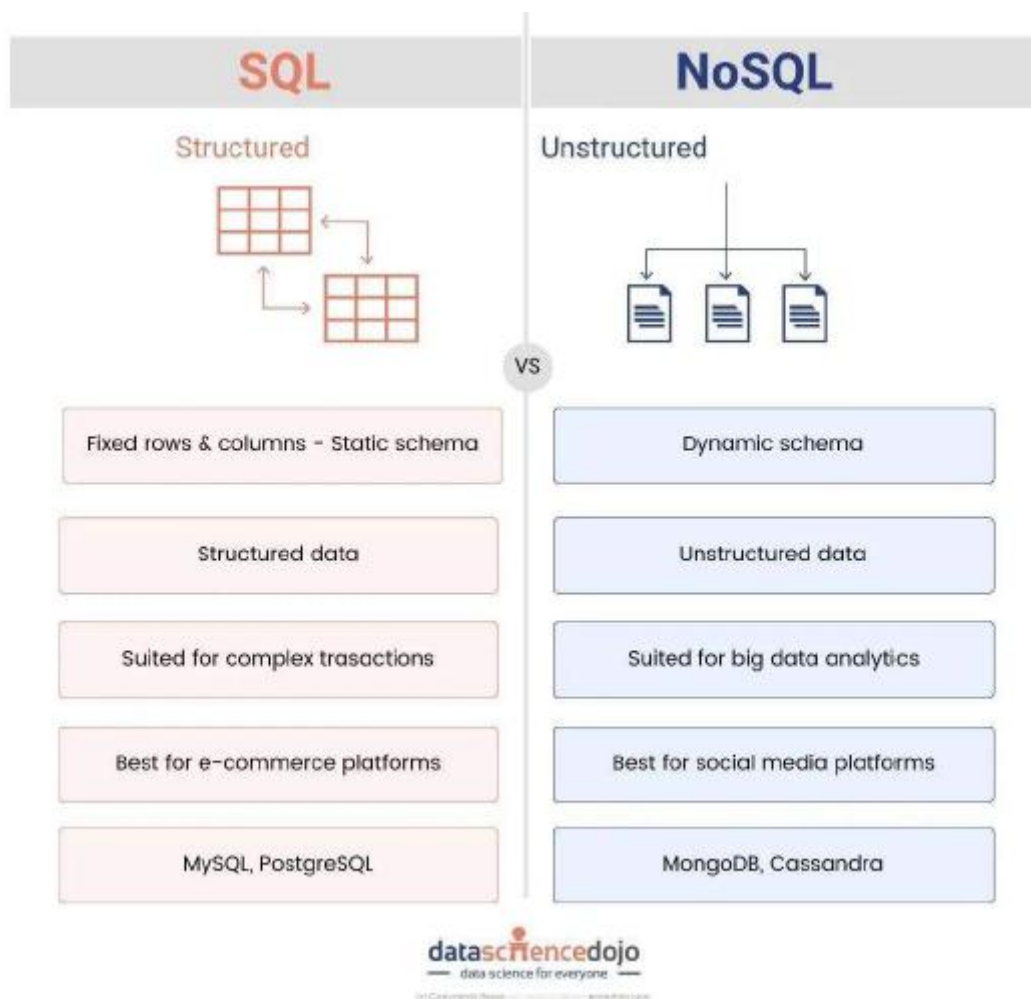 SQL
NoSQL
Structured
Unstructured
VS
Fixed rows & columns - Static schema
Dynamic schema
Structured data
Unstructured data
Suited for complex trasactions
Suited for big data analytics
Best for e-commerce platforms
Best for social media platforms
MySQL, PostgreSQL
MongoDB, Cassandra
datasciencedojo
data science for everyone